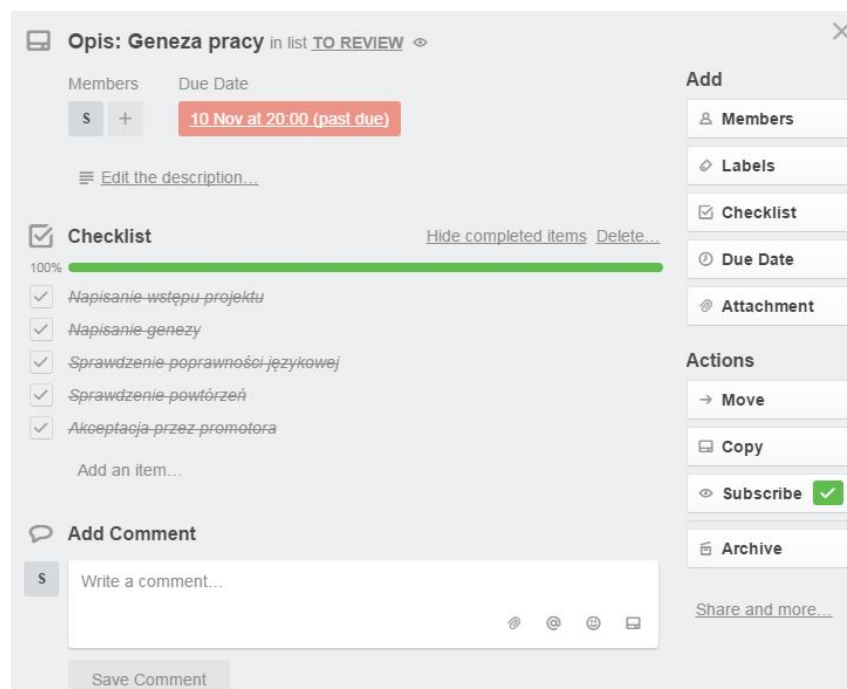 Opis: Geneza pracy in list TO REVIEW
Members Due Date
S + 10 Nov at 20:00 (past due)
Edit the description…
Checklist Hide completed items Delete…
100%
Napisanie wstępu projektu
Napisanie genezy
Sprawdzenie poprawności językowej
Sprawdzenie powtórzeń
Akceptacja przez promotora
Add an item…
Add Comment
S Write a comment…
@
Save Comment
Add
Members
Labels
Checklist
Due Date
Attachment
Actions
Move
Copy
Subscribe
Archive
Share and more…